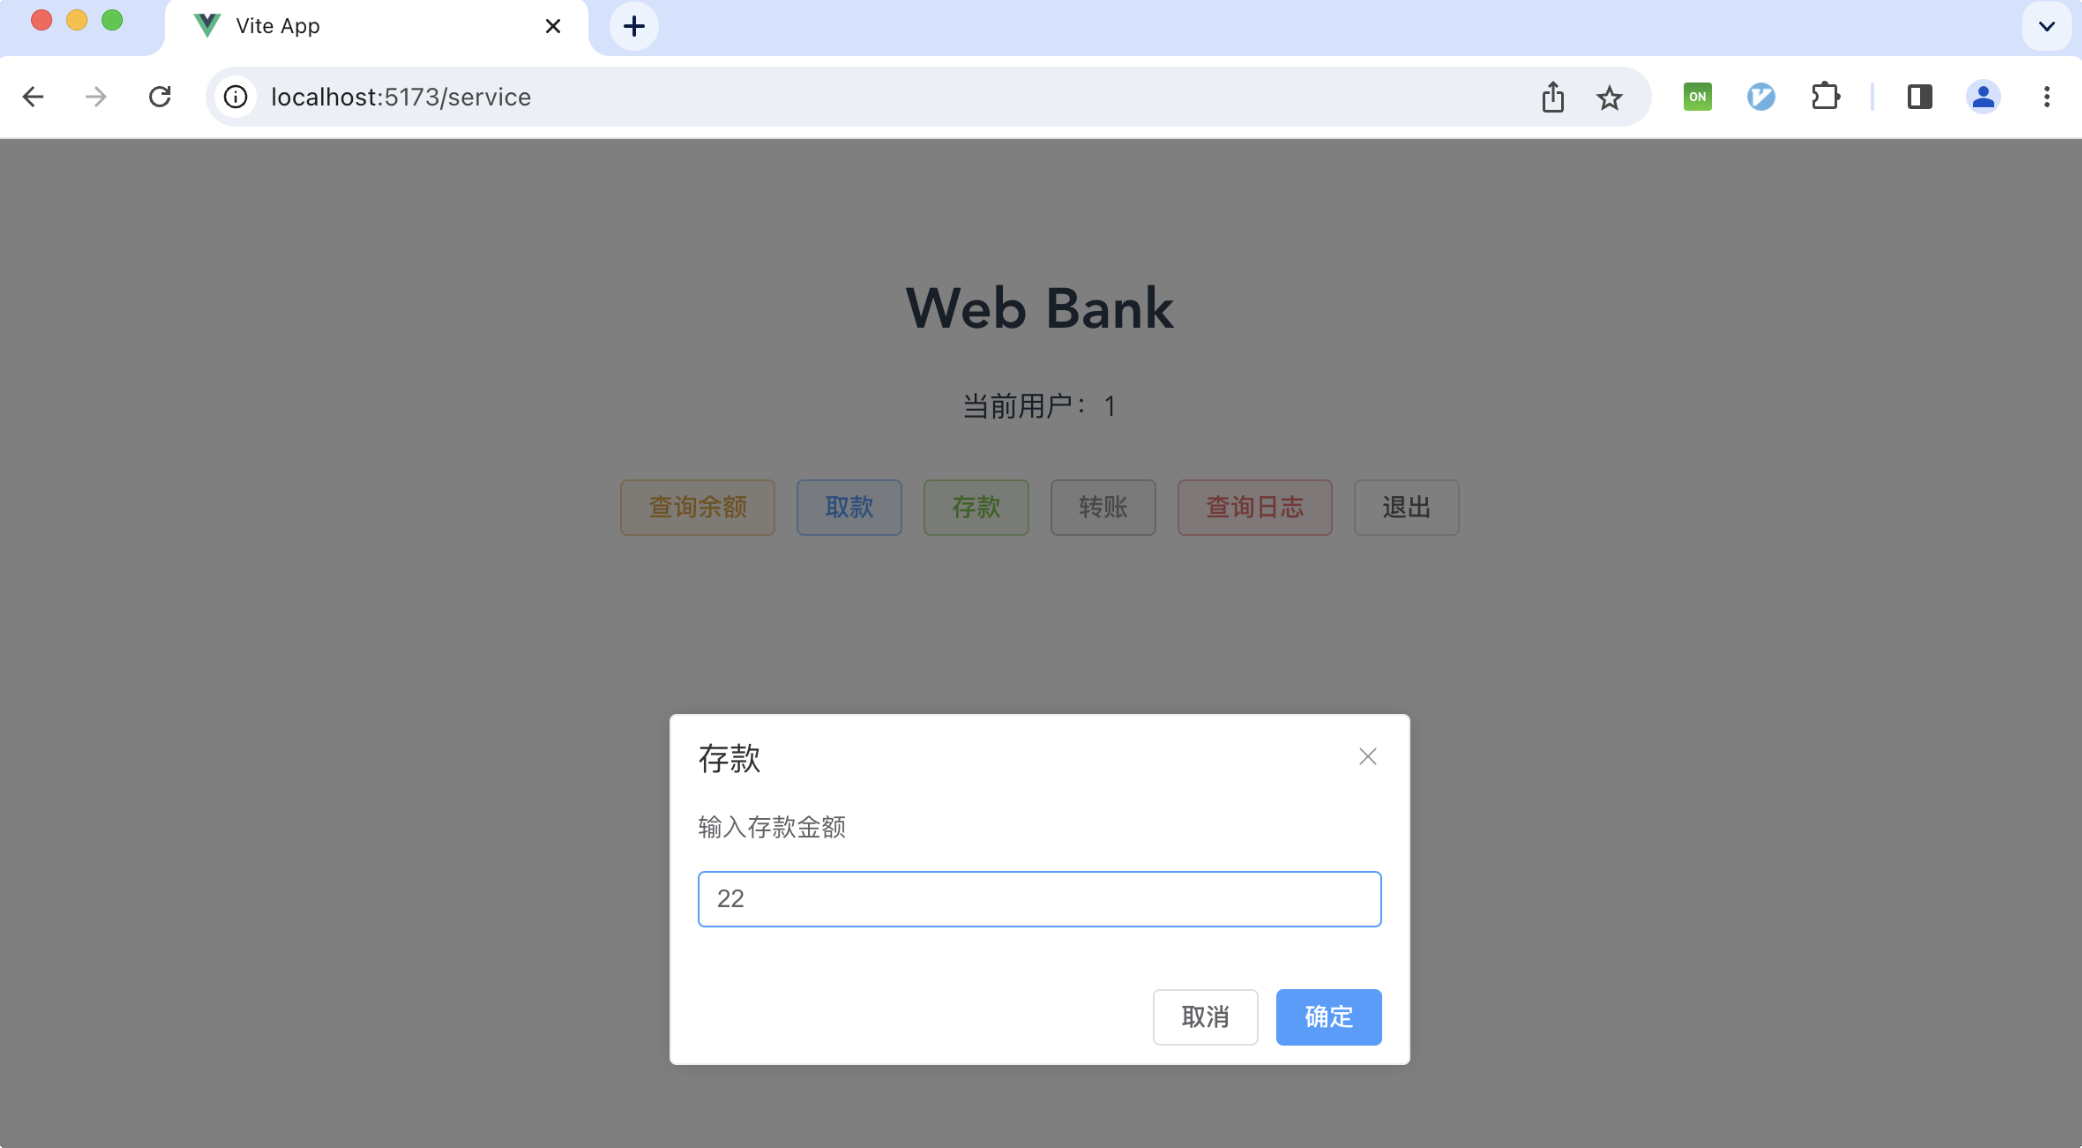 Vite App
localhost:5173/service
ON
Web Bank
当前用户：1
查询余额 取款 存款 转账 查询日志 退出
存款
输入存款金额
22
取消 确定